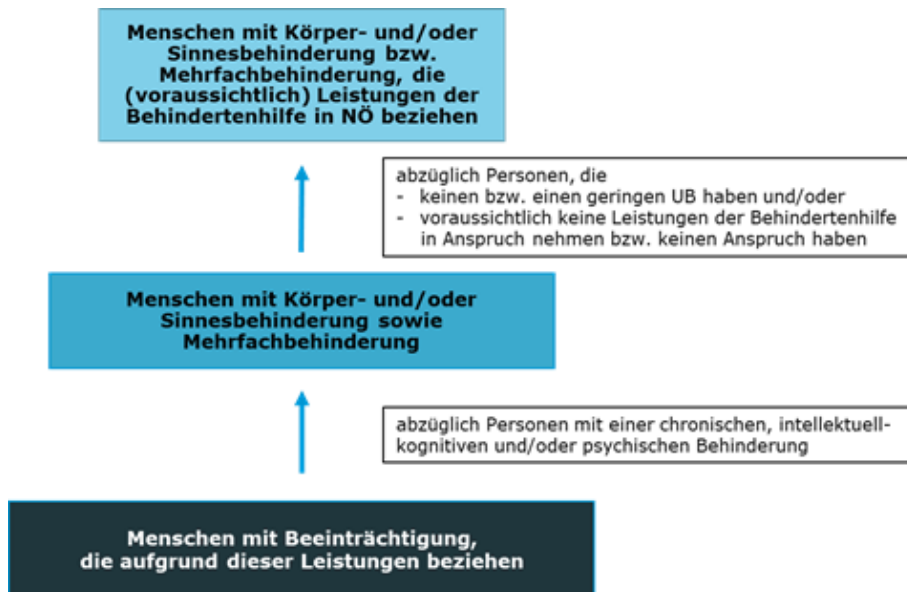 Menschen mit Körper- und/oder
Sinnesbehinderung bzw.
Mehrfachbehinderung, die
(voraussichtlich) Leistungen der
Behindertenhilfe in NÖ beziehen
abzüglich Personen, die
- keinen bzw. einen geringen UB haben und/oder
- voraussichtlich keine Leistungen der Behindertenhilfe
in Anspruch nehmen bzw. keinen Anspruch haben
Menschen mit Körper- und/oder
Sinnesbehinderung sowie
Mehrfachbehinderung
abzüglich Personen mit einer chronischen, intellektuell-
kognitiven und/oder psychischen Behinderung
Menschen mit Beeinträchtigung,
die aufgrund dieser Leistungen beziehen